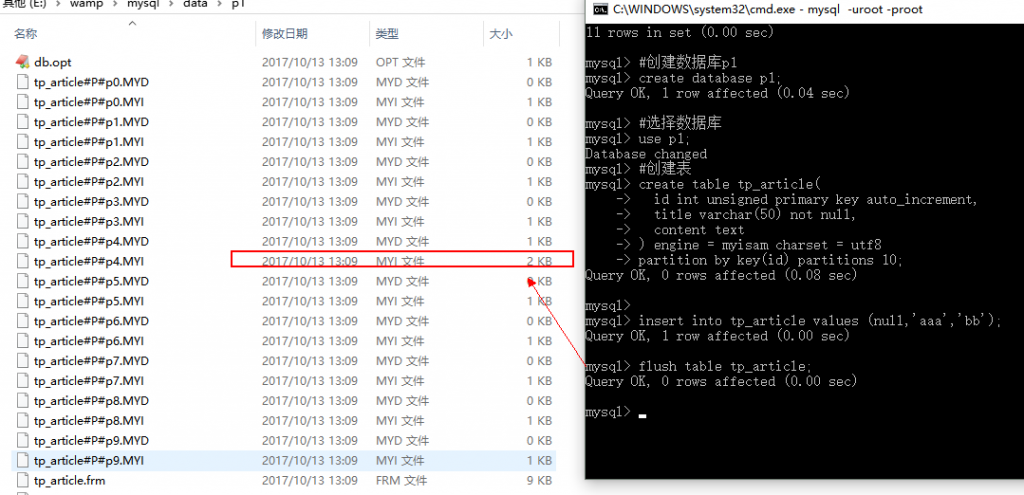 其他 (E:) > wamp > mysql > data > p1
名称 修改日期 类型 大小
db.opt 2017/10/13 13:09 OPT 文件 1 KB
tp_article#P#p0.MYD 2017/10/13 13:09 MYD 文件 0 KB
tp_article#P#p0.MYI 2017/10/13 13:09 MYI 文件 1 KB
tp_article#P#p1.MYD 2017/10/13 13:09 MYD 文件 0 KB
tp_article#P#p1.MYI 2017/10/13 13:09 MYI 文件 1 KB
tp_article#P#p2.MYD 2017/10/13 13:09 MYD 文件 0 KB
tp_article#P#p2.MYI 2017/10/13 13:09 MYI 文件 1 KB
tp_article#P#p3.MYD 2017/10/13 13:09 MYD 文件 0 KB
tp_article#P#p3.MYI 2017/10/13 13:09 MYI 文件 1 KB
tp_article#P#p4.MYD 2017/10/13 13:09 MYD 文件 1 KB
tp_article#P#p4.MYI 2017/10/13 13:09 MYI 文件 2 KB
tp_article#P#p5.MYD 2017/10/13 13:09 MYD 文件 KB
tp_article#P#p5.MYI 2017/10/13 13:09 MYI 文件 1 KB
tp_article#P#p6.MYD 2017/10/13 13:09 MYD 文件 0 KB
tp_article#P#p6.MYI 2017/10/13 13:09 MYI 文件 1 KB
tp_article#P#p7.MYD 2017/10/13 13:09 MYD 文件 0 KB
tp_article#P#p7.MYI 2017/10/13 13:09 MYI 文件 1 KB
tp_article#P#p8.MYD 2017/10/13 13:09 MYD 文件 0 KB
tp_article#P#p8.MYI 2017/10/13 13:09 MYI 文件 1 KB
tp_article#P#p9.MYD 2017/10/13 13:09 MYD 文件 0 KB
tp_article#P#p9.MYI 2017/10/13 13:09 MYI 文件 1 KB
tp_article.frm 2017/10/13 13:09 FRM 文件 9 KB
C:\WINDOWS\system32\cmd.exe - mysql -uroot -proot
11 rows in set (0.00 sec)
mysql> #创建数据库p1
mysql> create database p1;
Query OK, 1 row affected (0.04 sec)
mysql> #选择数据库
mysql> use p1;
Database changed
mysql> #创建表
mysql> create table tp_article(
-> id int unsigned primary key auto_increment,
-> title varchar(50) not null,
-> content text
-> ) engine = myisam charset = utf8
-> partition by key(id) partitions 10;
Query OK, 0 rows affected (0.08 sec)
mysql>
mysql> insert into tp_article values (null,'aaa','bb');
Query OK, 1 row affected (0.00 sec)
mysql> flush table tp_article;
Query OK, 0 rows affected (0.00 sec)
mysql>